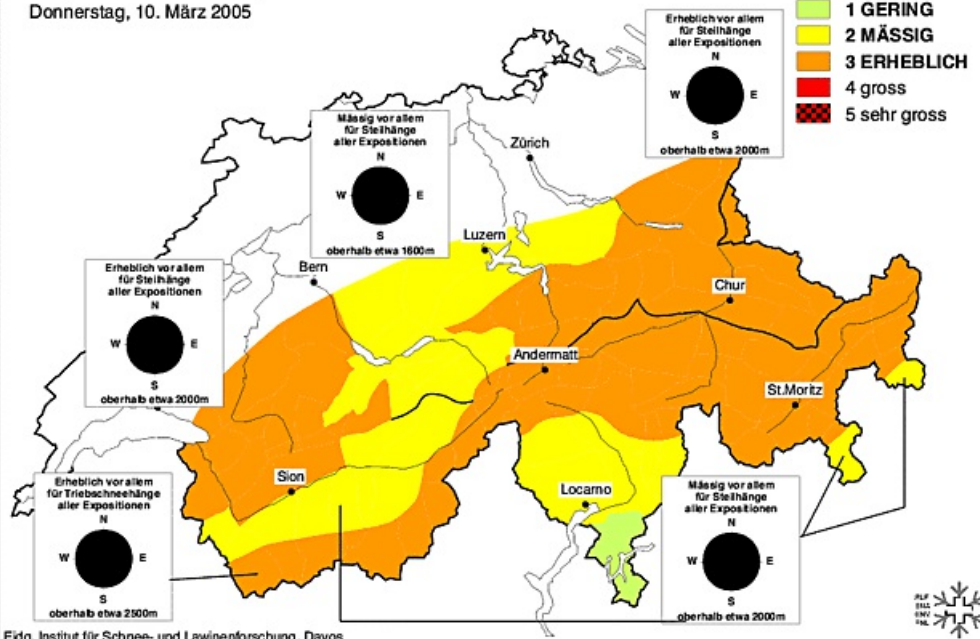 Donnerstag, 10. März 2005
1 GERING
2 MÄSSIG
3 ERHEBLICH
4 gross
5 sehr gross
Erheblich vor allem
für Steilhänge
aller Expositionen
N
W E
S
oberhalb etwa 2000m
Mässig vor allem
für Steilhänge
aller Expositionen
N
W E
S
oberhalb etwa 1600m
Zürich
Luzern
Bern
Erheblich vor allem
für Steilhänge
aller Expositionen
N
W E
S
oberhalb etwa 2000m
Chur
Andermatt
St.Moritz
Sion
Locarno
Erheblich vor allem
für Triebschneehänge
aller Expositionen
N
W E
S
oberhalb etwa 2500m
Mässig vor allem
für Steilhänge
aller Expositionen
N
W E
S
oberhalb etwa 2000m
Eidg. Institut für Schnee- und Lawinenforschung, Davos